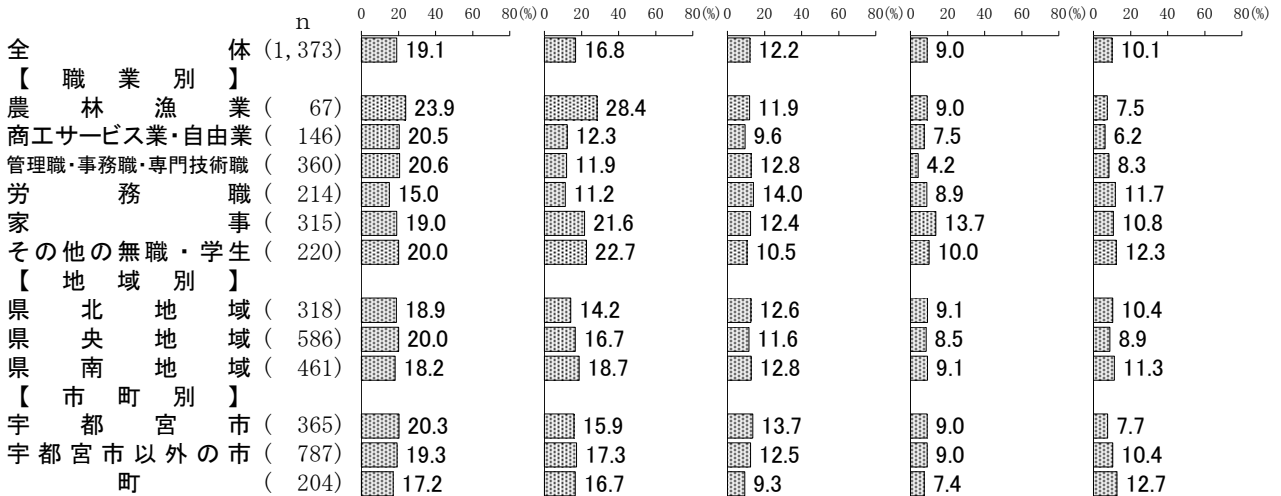 n 0 20 40 60 80(%) 0 20 40 60 80(%) 0 20 40 60 80(%) 0 20 40 60 80(%) 0 20 40 60 80(%)
全体 (1,373) 19.1 16.8 12.2 9.0 10.1
【職業別】
農林漁業 ( 67) 23.9 28.4 11.9 9.0 7.5
商工サービス業・自由業 ( 146) 20.5 12.3 9.6 7.5 6.2
管理職・事務職・専門技術職 ( 360) 20.6 11.9 12.8 4.2 8.3
労務職 ( 214) 15.0 11.2 14.0 8.9 11.7
家事 ( 315) 19.0 21.6 12.4 13.7 10.8
その他の無職・学生 ( 220) 20.0 22.7 10.5 10.0 12.3
【地域別】
県北地域 ( 318) 18.9 14.2 12.6 9.1 10.4
県央地域 ( 586) 20.0 16.7 11.6 8.5 8.9
県南地域 ( 461) 18.2 18.7 12.8 9.1 11.3
【市町別】
宇都宮市 ( 365) 20.3 15.9 13.7 9.0 7.7
宇都宮市以外の市 ( 787) 19.3 17.3 12.5 9.0 10.4
町 ( 204) 17.2 16.7 9.3 7.4 12.7